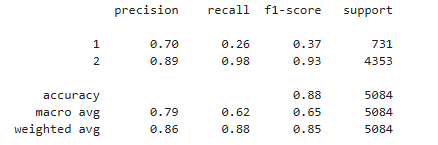 precision recall f1-score support
1 0.70 0.26 0.37 731
2 0.89 0.98 0.93 4353
accuracy 0.88 5084
macro avg 0.79 0.62 0.65 5084
weighted avg 0.86 0.88 0.85 5084